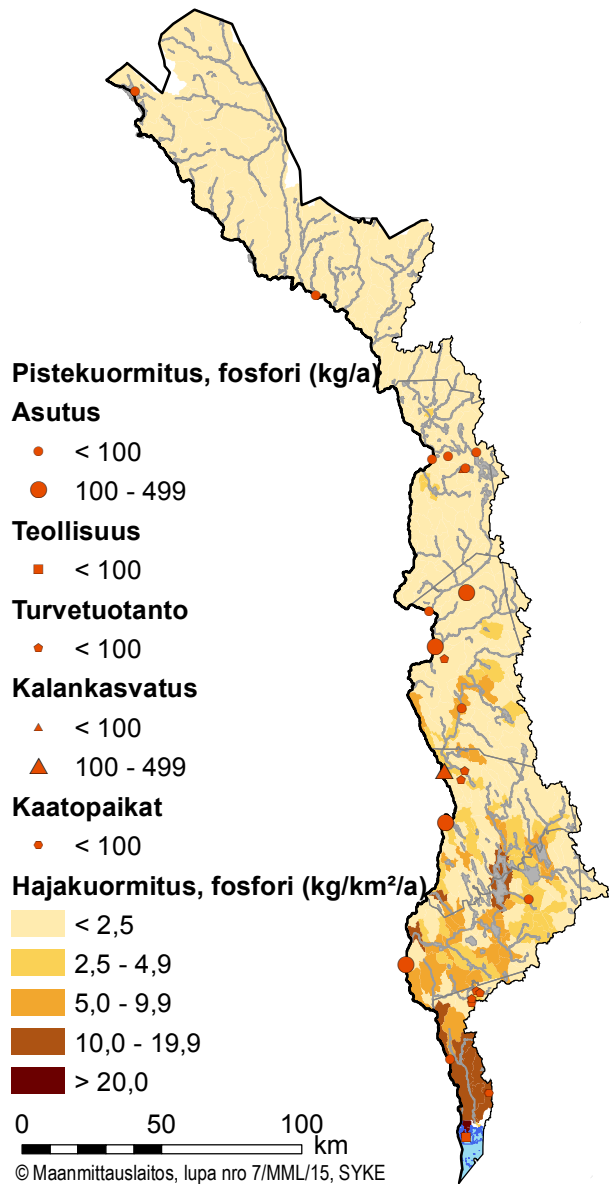 Pistekuormitus, fosfori (kg/a)
Asutus
< 100
100 - 499
Teollisuus
< 100
Turvetuotanto
< 100
Kalankasvatus
< 100
100 - 499
Kaatopaikat
< 100
Hajakuormitus, fosfori (kg/km²/a)
< 2,5
2,5 - 4,9
5,0 - 9,9
10,0 - 19,9
> 20,0
0 50 100
km
© Maanmittauslaitos, lupa nro 7/MML/15, SYKE